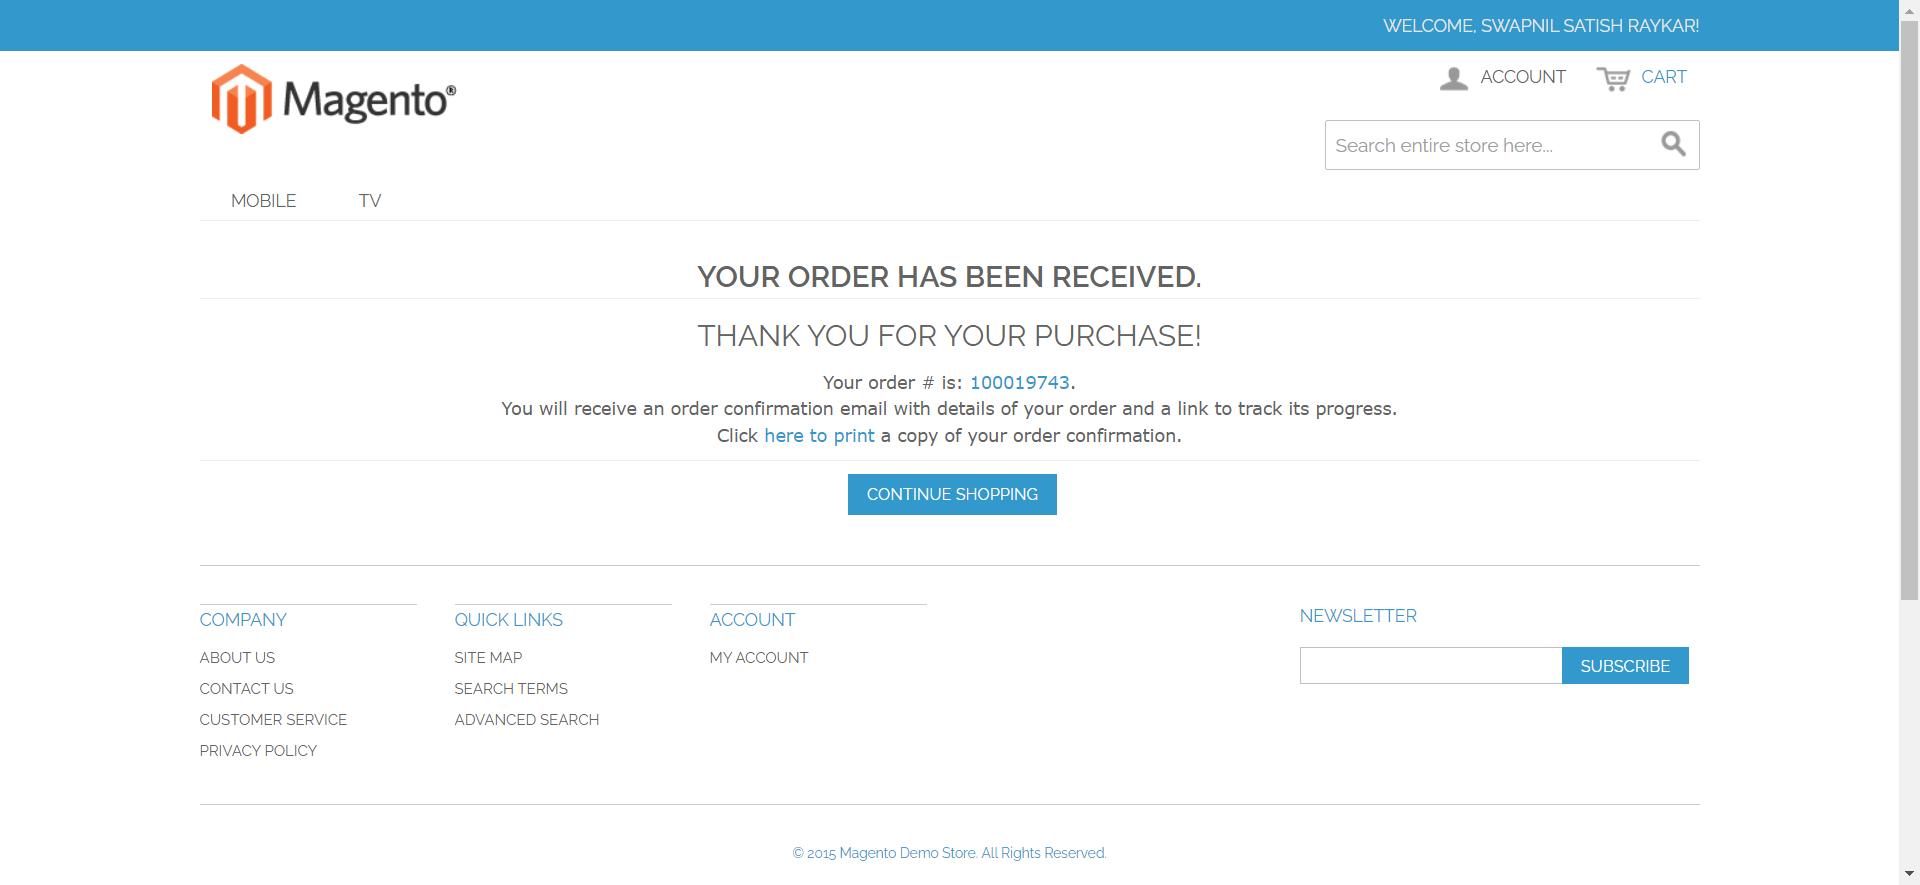 WELCOME, SWAPNIL SATISH RAYKAR!
Magento®
ACCOUNT
CART
Search entire store here...
MOBILE TV
YOUR ORDER HAS BEEN RECEIVED.
THANK YOU FOR YOUR PURCHASE!
Your order # is: 100019743.
You will receive an order confirmation email with details of your order and a link to track its progress.
Click here to print a copy of your order confirmation.
CONTINUE SHOPPING
COMPANY
ABOUT US
CONTACT US
CUSTOMER SERVICE
PRIVACY POLICY
QUICK LINKS
SITE MAP
SEARCH TERMS
ADVANCED SEARCH
ACCOUNT
MY ACCOUNT
NEWSLETTER
SUBSCRIBE
© 2015 Magento Demo Store. All Rights Reserved.